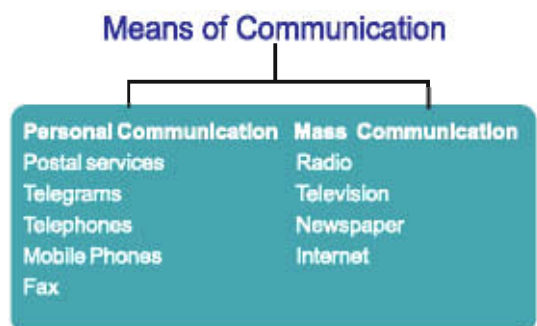 Means of Communication
Personal Communication
Postal services
Telegrams
Telephones
Mobile Phones
Fax
Mass Communication
Radio
Television
Newspaper
Internet